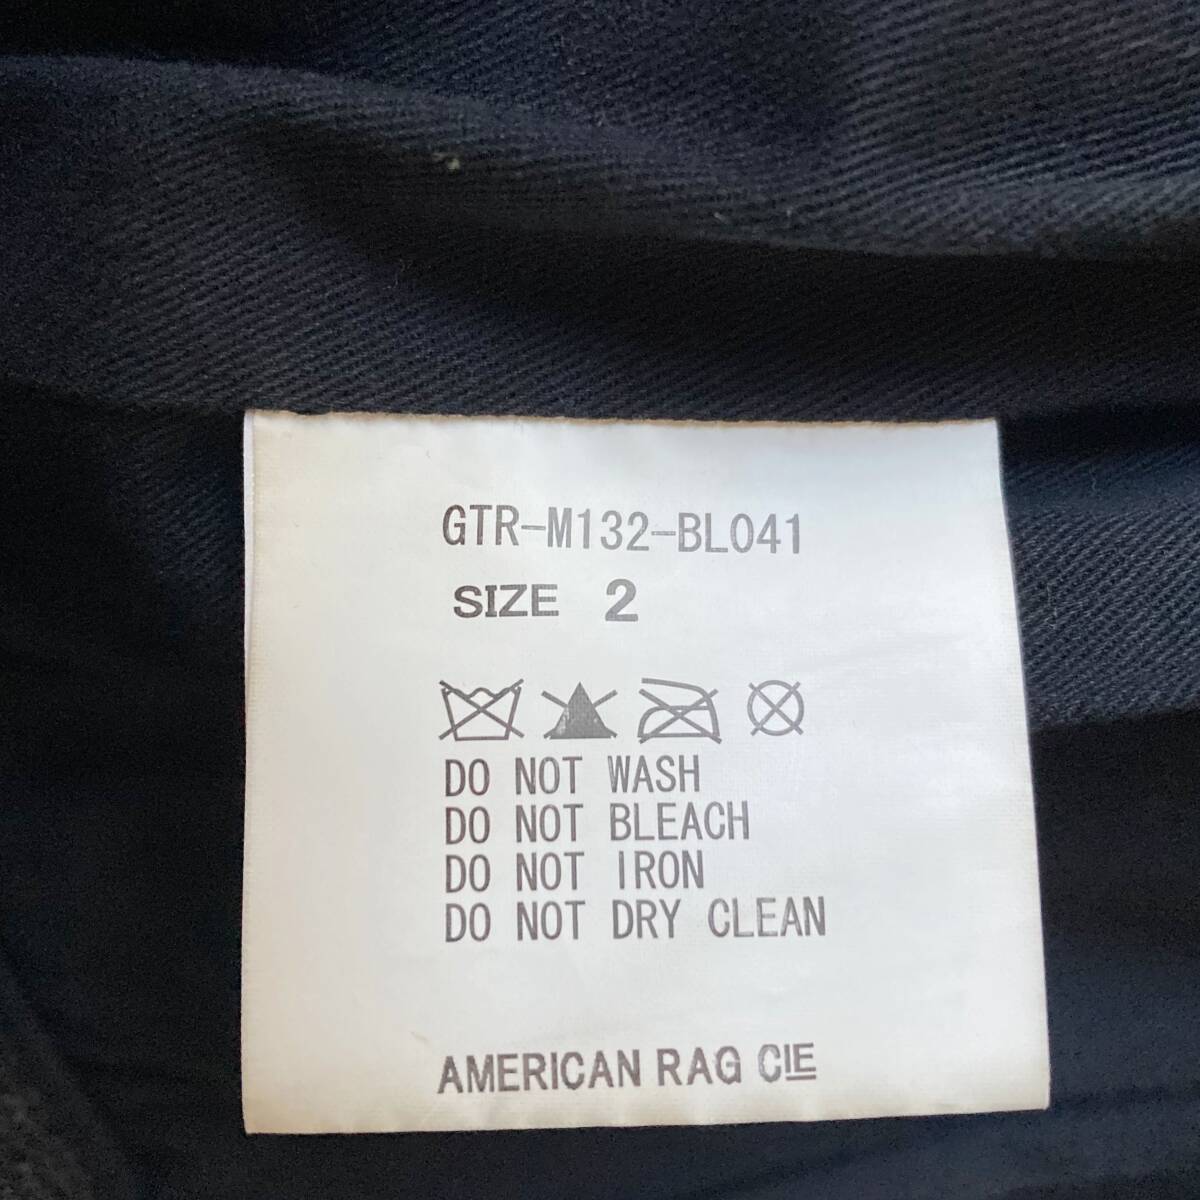 GTR-M132-BL041
SIZE 2
DO NOT WASH
DO NOT BLEACH
DO NOT IRON
DO NOT DRY CLEAN
AMERICAN RAG CIE